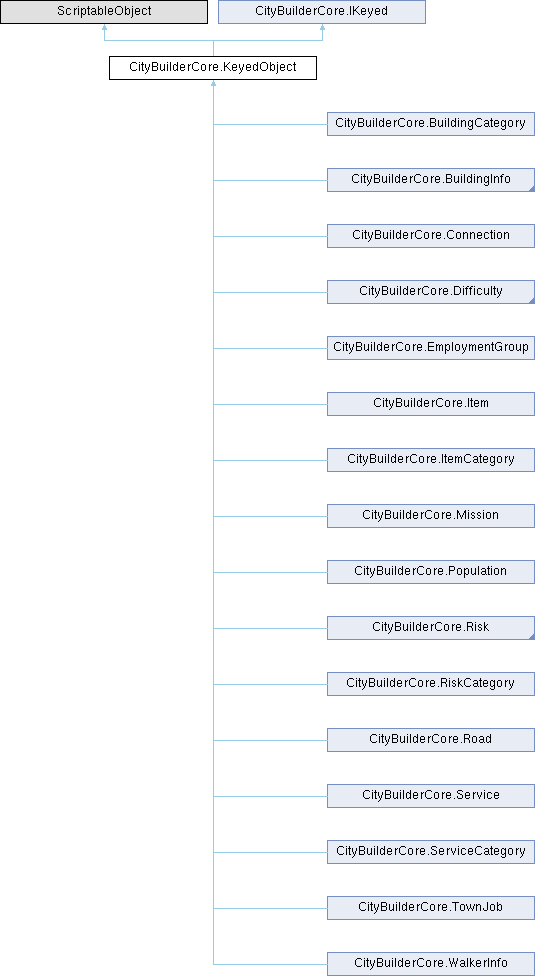 ScriptableObject
CityBuilderCore.IKeyed
CityBuilderCore.KeyedObject
CityBuilderCore.BuildingCategory
CityBuilderCore.BuildingInfo
CityBuilderCore.Connection
CityBuilderCore.Difficulty
CityBuilderCore.EmploymentGroup
CityBuilderCore.Item
CityBuilderCore.ItemCategory
CityBuilderCore.Mission
CityBuilderCore.Population
CityBuilderCore.Risk
CityBuilderCore.RiskCategory
CityBuilderCore.Road
CityBuilderCore.Service
CityBuilderCore.ServiceCategory
CityBuilderCore.TownJob
CityBuilderCore.WalkerInfo